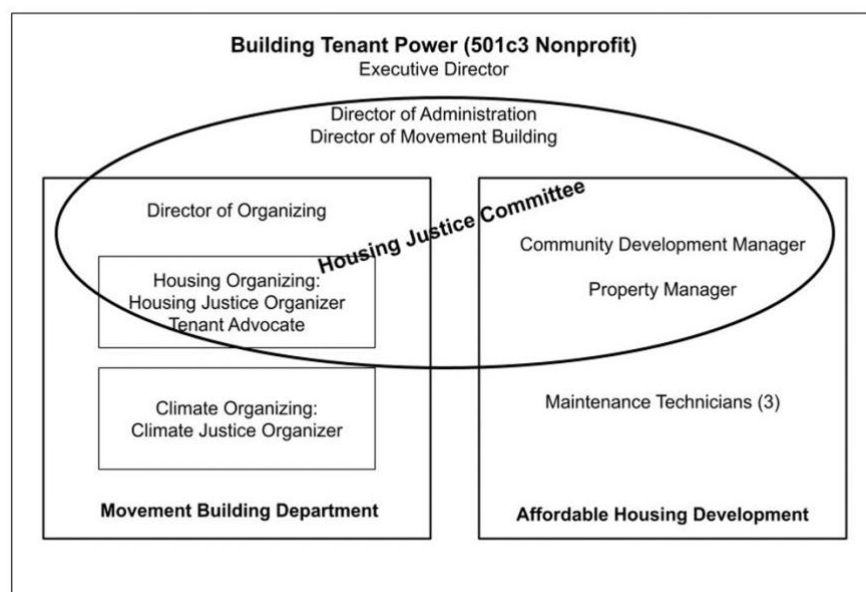 Building Tenant Power (501c3 Nonprofit)
Executive Director
Director of Administration
Director of Movement Building
Housing Justice Committee
Director of Organizing
Housing Organizing:
Housing Justice Organizer
Tenant Advocate
Climate Organizing:
Climate Justice Organizer
Movement Building Department
Community Development Manager
Property Manager
Maintenance Technicians (3)
Affordable Housing Development